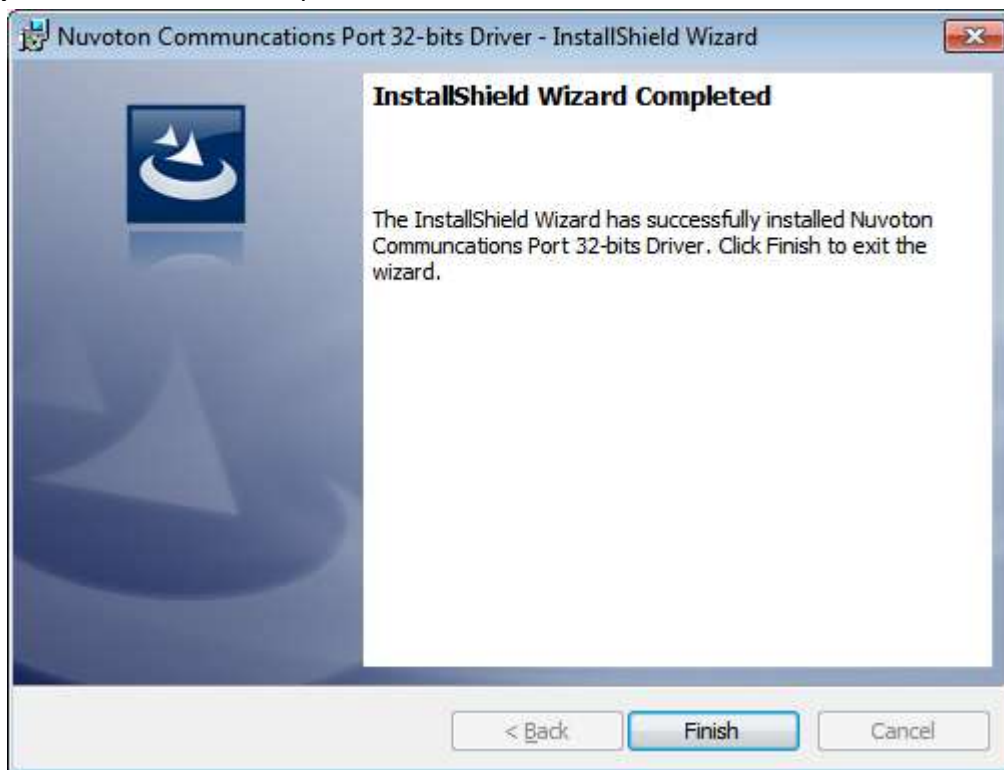 Nuvoton Communcations Port 32-bits Driver - InstallShield Wizard
InstallShield Wizard Completed
The InstallShield Wizard has successfully installed Nuvoton
Communcations Port 32-bits Driver. Click Finish to exit the
wizard.
< Back
Finish
Cancel